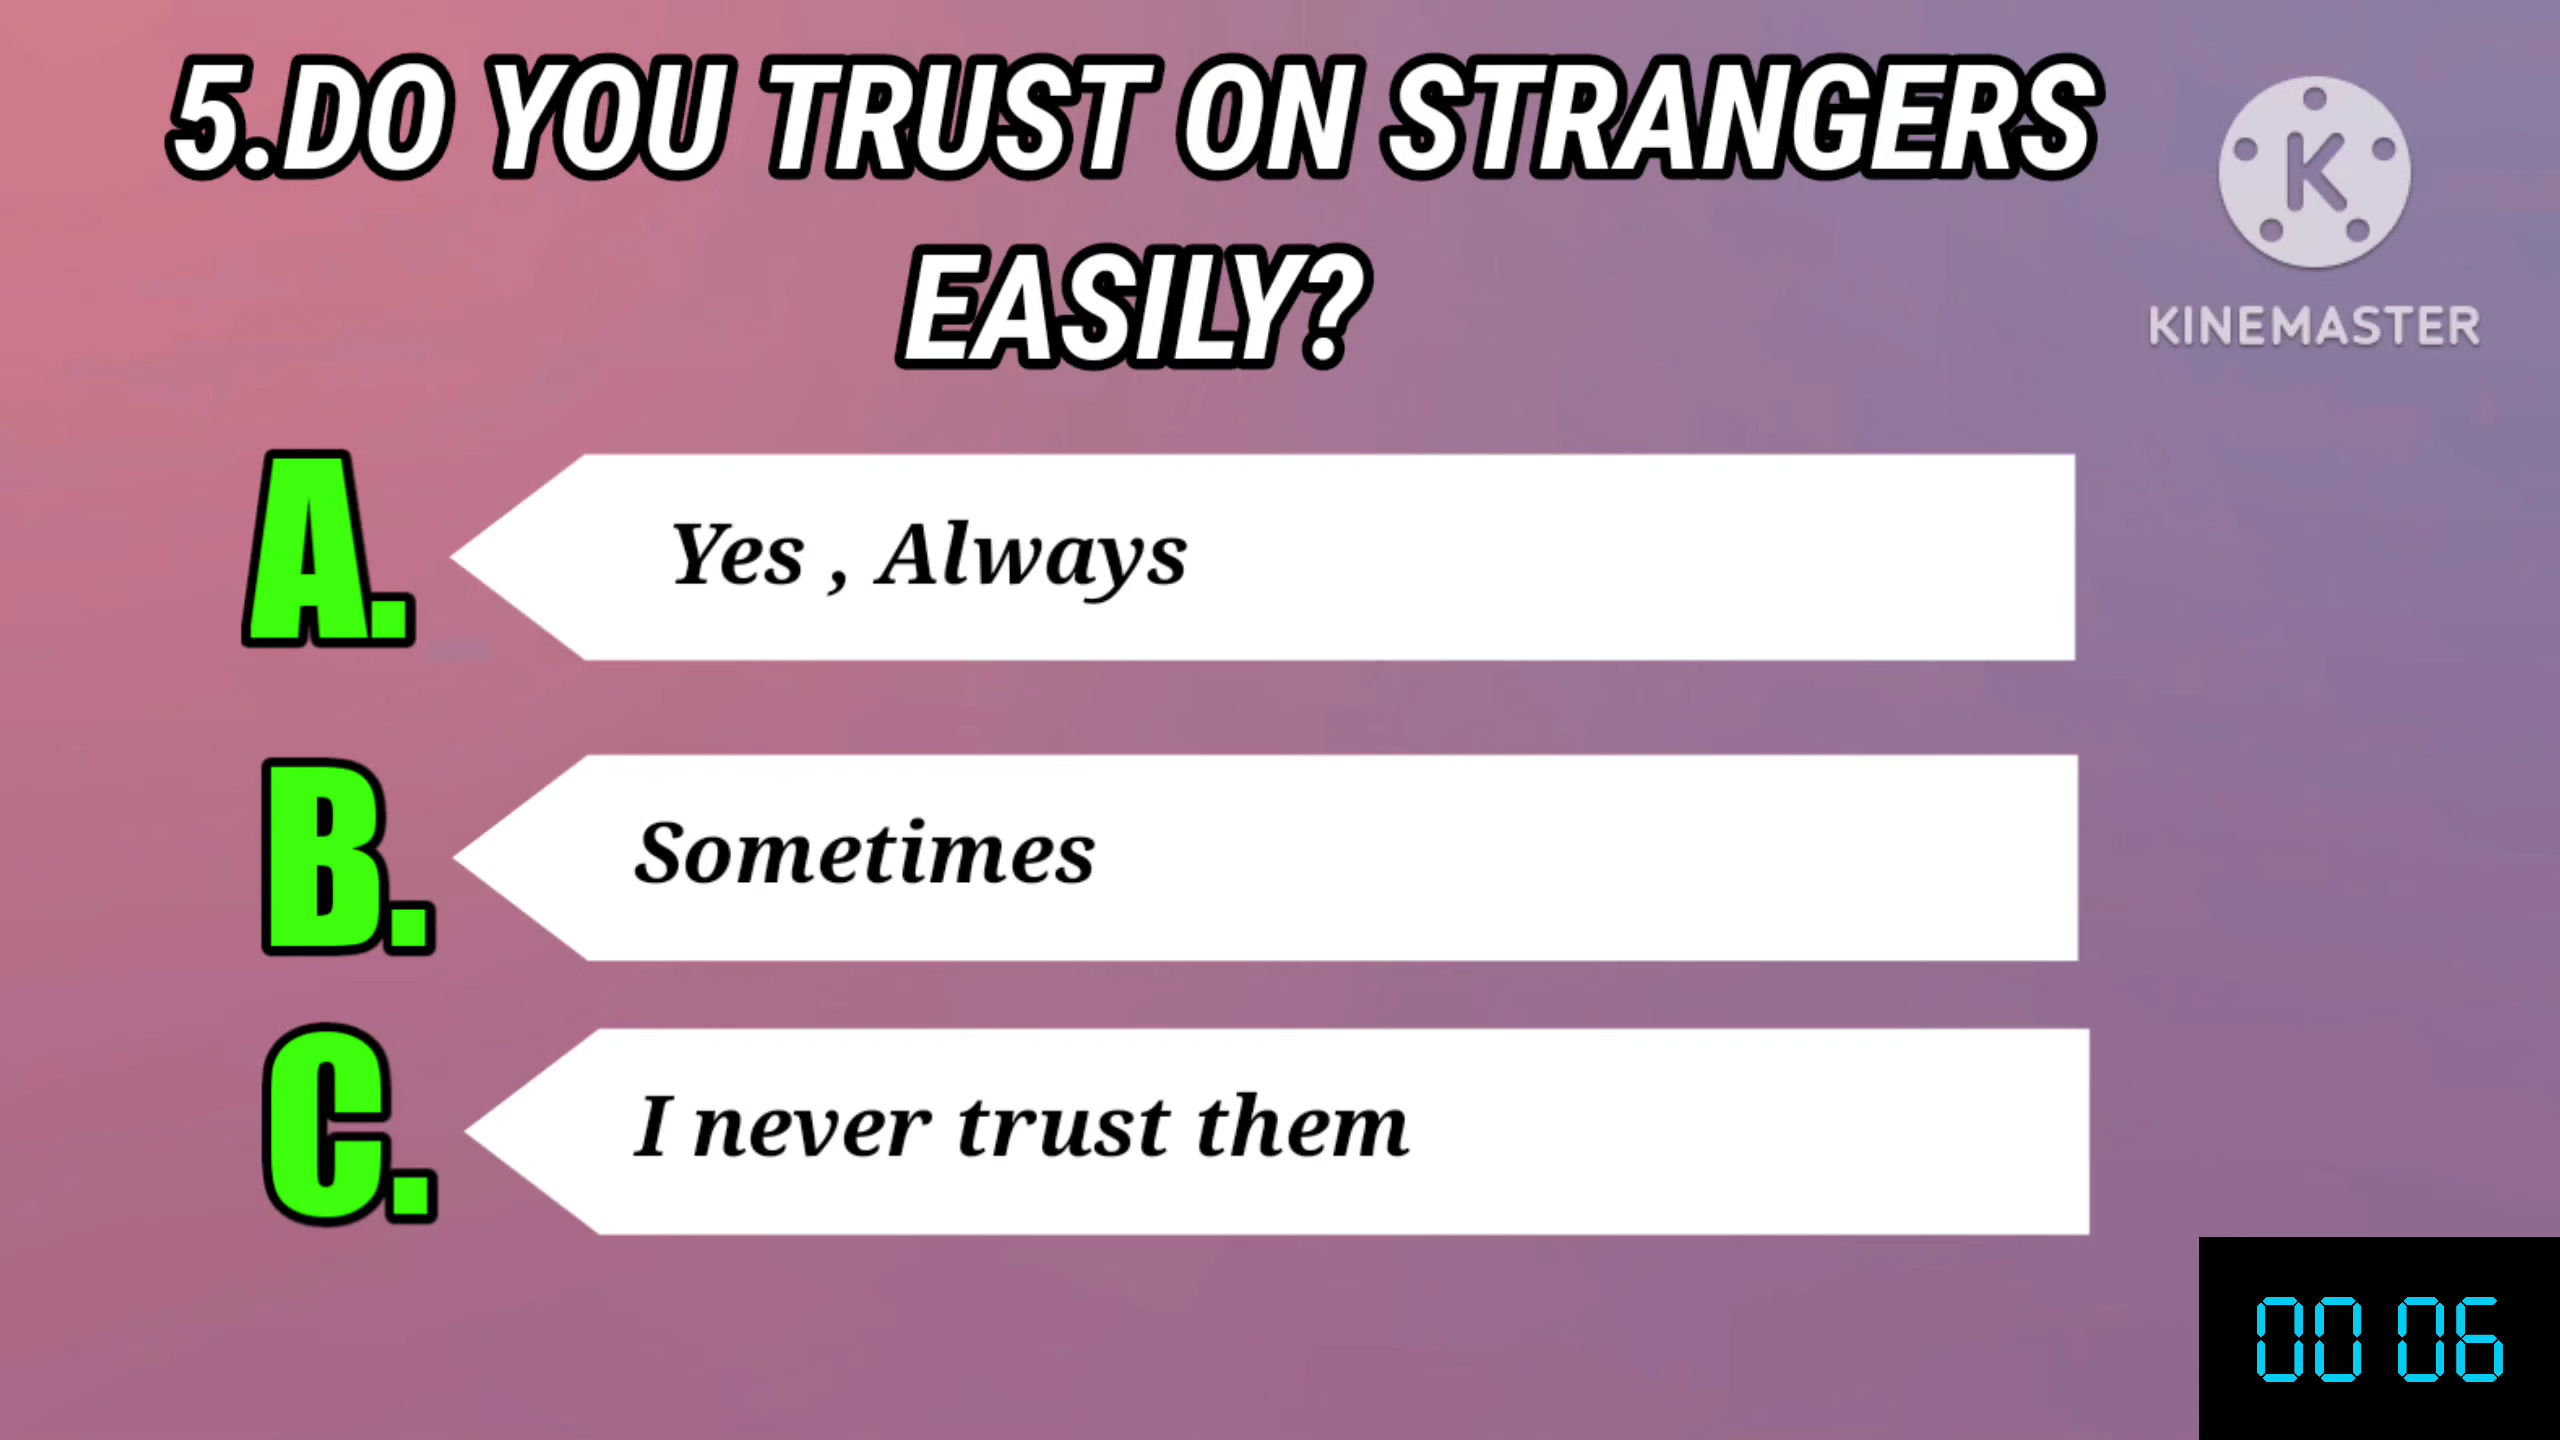 5.DO YOU TRUST ON STRANGERS
EASILY?
KINEMASTER
A. Yes , Always
B. Sometimes
C. I never trust them
00 06